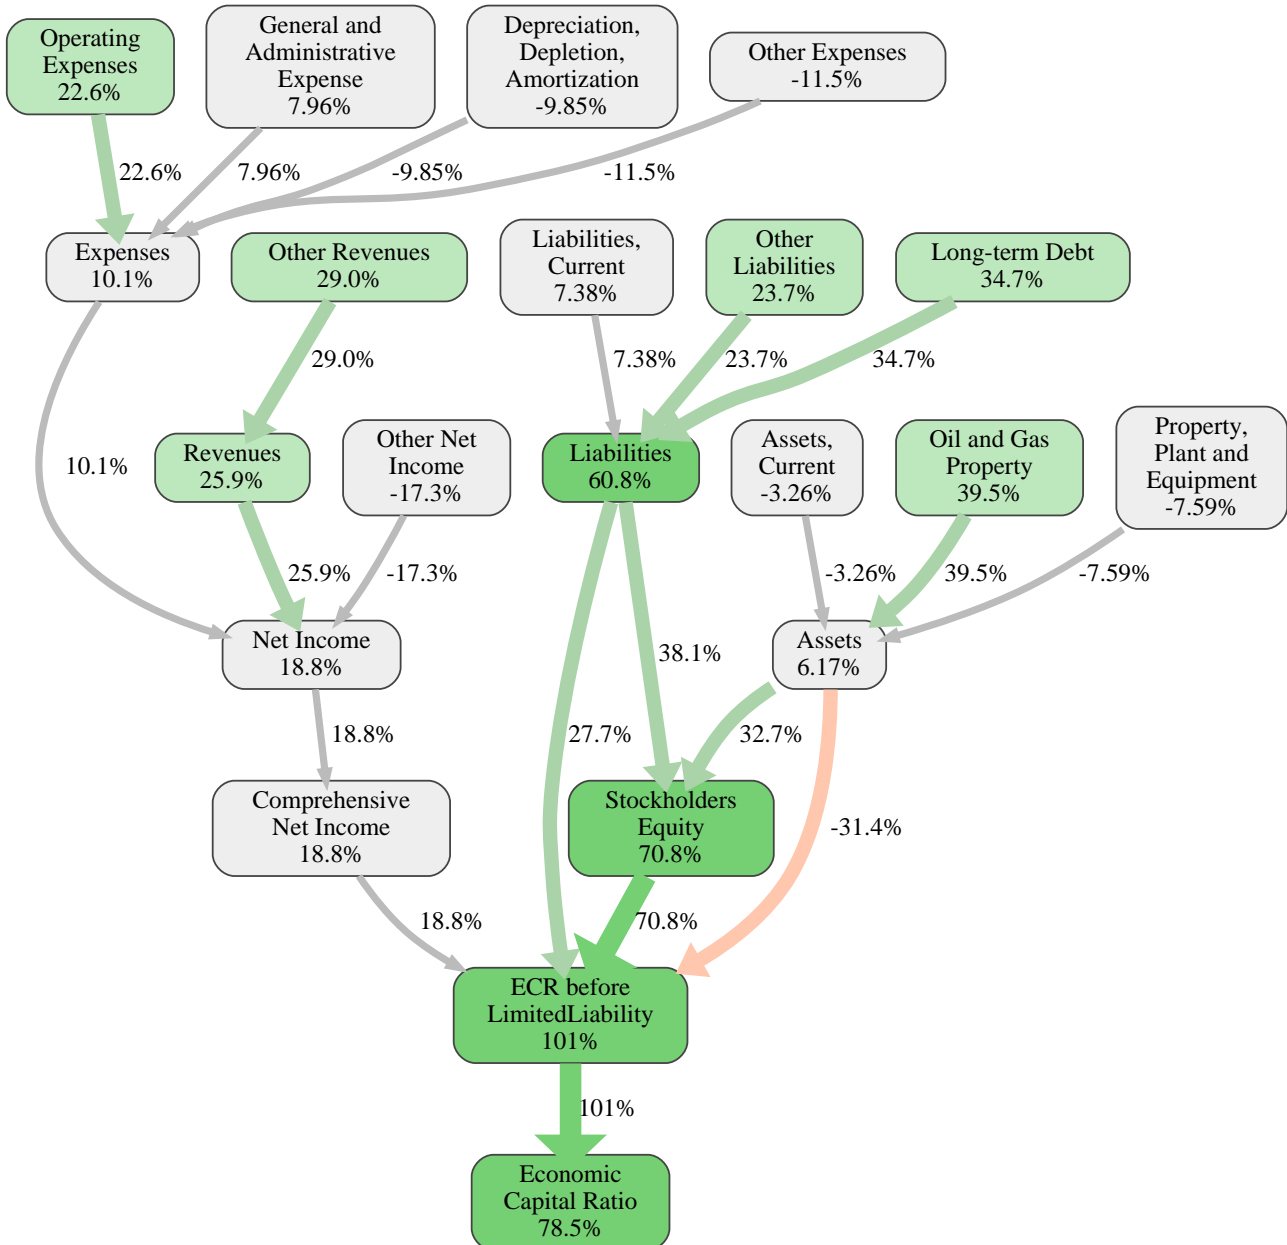 Operating
Expenses
22.6%
General and
Administrative
Expense
7.96%
Depreciation,
Depletion,
Amortization
-9.85%
Other Expenses
-11.5%
22.6%
7.96%
-9.85%
-11.5%
Expenses
10.1%
Other Revenues
29.0%
Liabilities,
Current
7.38%
Other
Liabilities
23.7%
Long-term Debt
34.7%
29.0%
7.38%
23.7%
34.7%
10.1%
Revenues
25.9%
Other Net
Income
-17.3%
Liabilities
60.8%
Assets,
Current
-3.26%
Oil and Gas
Property
39.5%
Property,
Plant and
Equipment
-7.59%
25.9%
-17.3%
-3.26%
39.5%
-7.59%
Net Income
18.8%
38.1%
Assets
6.17%
18.8%
27.7%
32.7%
Comprehensive
Net Income
18.8%
Stockholders
Equity
70.8%
-31.4%
18.8%
70.8%
ECR before
LimitedLiability
101%
101%
Economic
Capital Ratio
78.5%